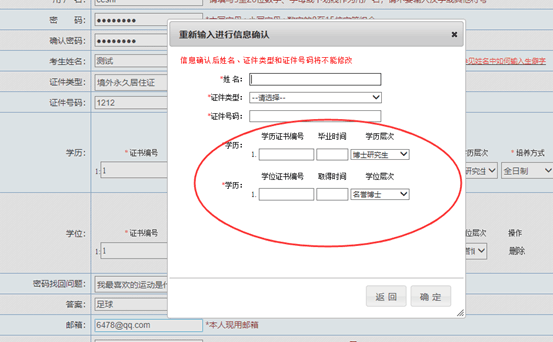 密　　码：
确认密码：
考生姓名：测试
证件类型：境外永久居住证
证件号码：1212
学历：
*证书编号
1.1
学历层次 *培养方式
全日制
学位：
*证书编号
1.1
学位层次 操作
删除
密码找回问题：我最喜欢的运动是什
答案：足球
邮箱：6478@qq.com *本人现用邮箱
重新输入进行信息确认
信息确认后姓名、证件类型和证件号码将不能修改
*姓 名：
*证件类型：--请选择--
*证件号码：
学历证书编号 毕业时间 学历层次
*学历：
1. 博士研究生
学位证书编号 取得时间 学位层次
*学历：
1. 名誉博士
返 回 确 定